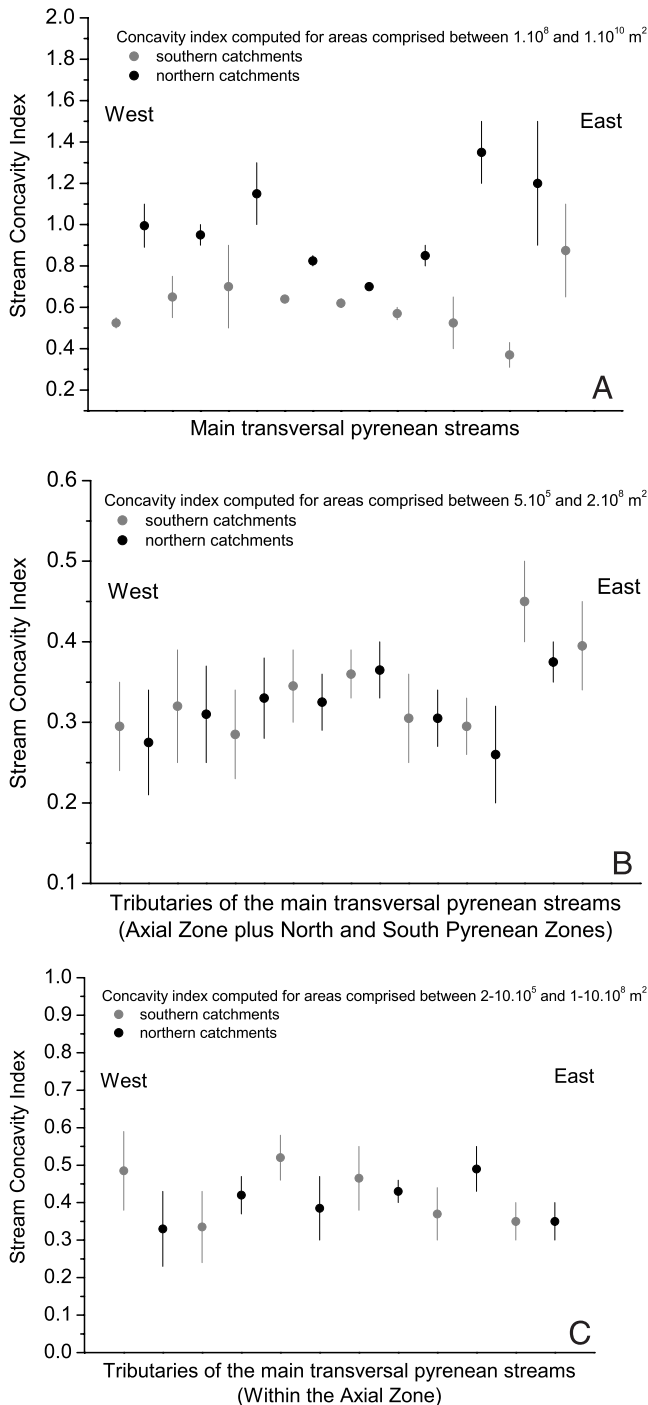 2.0
Concavity index computed for areas comprised between 1.10⁸ and 1.10¹⁰ m²
southern catchments
1.8
northern catchments
1.6
West
East
1.4
1.2
1.0
0.8
0.6
0.4
0.2
Stream Concavity Index
A
Main transversal pyrenean streams
0.6
Concavity index computed for areas comprised between 5.10⁵ and 2.10⁸ m²
southern catchments
northern catchments
0.5
West
East
0.4
0.3
0.2
0.1
Stream Concavity Index
B
Tributaries of the main transversal pyrenean streams
(Axial Zone plus North and South Pyrenean Zones)
1.0
Concavity index computed for areas comprised between 2-10.10⁵ and 1-10.10⁸ m²
0.9
southern catchments
northern catchments
0.8
0.7
West
East
0.6
0.5
0.4
0.3
0.2
0.1
0.0
Stream Concavity Index
C
Tributaries of the main transversal pyrenean streams
(Within the Axial Zone)